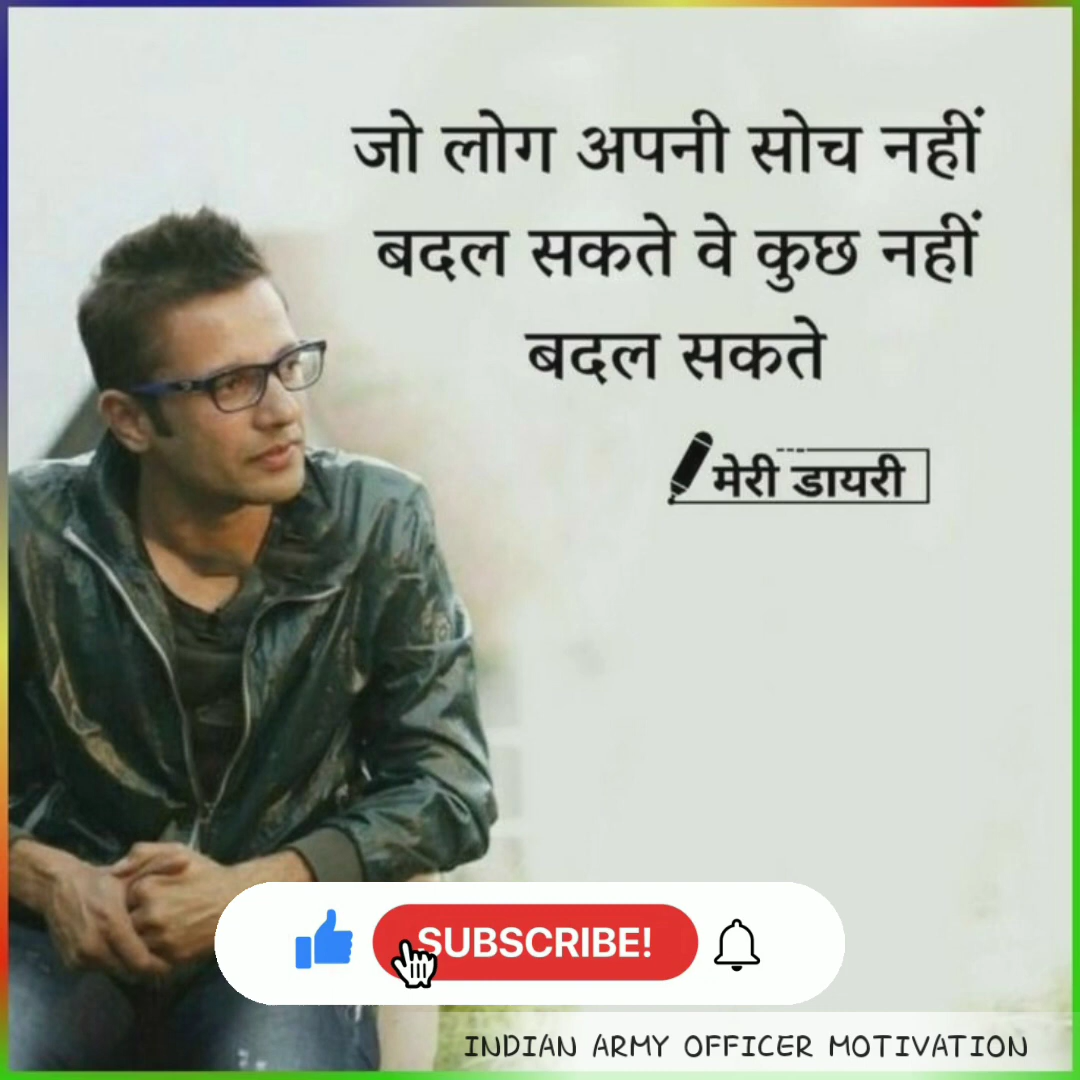 जो लोग अपनी सोच नहीं
बदल सकते वे कुछ नहीं
बदल सकते
मेरी डायरी
SUBSCRIBE!
INDIAN ARMY OFFICER MOTIVATION